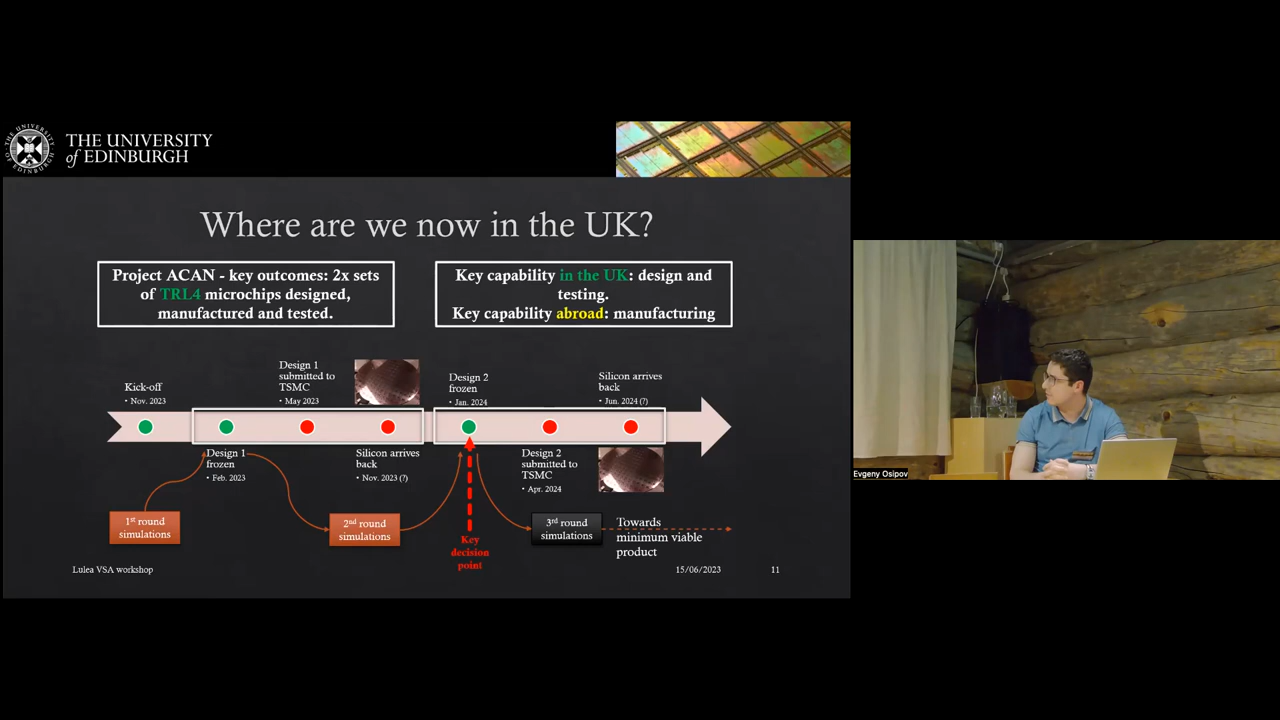 THE UNIVERSITY
of EDINBURGH
Where are we now in the UK?
Project ACAN - key outcomes: 2x sets
of TRL4 microchips designed,
manufactured and tested.
Key capability in the UK: design and
testing.
Key capability abroad: manufacturing
Kick-off
• Nov. 2023
Design 1
submitted to
TSMC
• May 2023
Design 2
frozen
• Jan. 2024
Silicon arrives
back
• Jun. 2024 (?)
Design 1
frozen
• Feb. 2023
Silicon arrives
back
• Nov. 2023 (?)
Design 2
submitted to
TSMC
• Apr. 2024
1st round
simulations
2nd round
simulations
Key
decision
point
3rd round
simulations
Towards
minimum viable
product
Lulea VSA workshop
15/06/2023
11
Evgeny Osipov